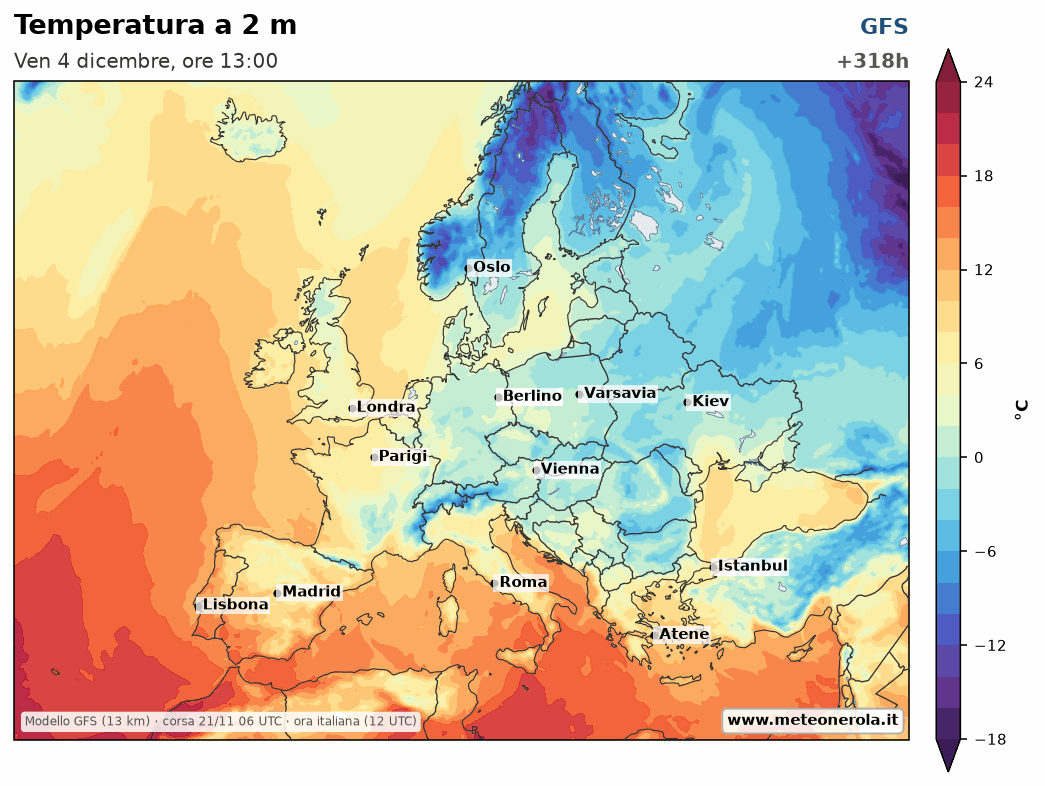 Temperatura a 2 m
GFS
Ven 4 dicembre, ore 13:00
+318h
24
18
12
6
0
−6
−12
−18
°C
Oslo
Berlino
Varsavia
Kiev
Londra
Parigi
Vienna
Istanbul
Roma
Madrid
Lisbona
Atene
Modello GFS (13 km) · corsa 21/11 06 UTC · ora italiana (12 UTC)
www.meteonerola.it